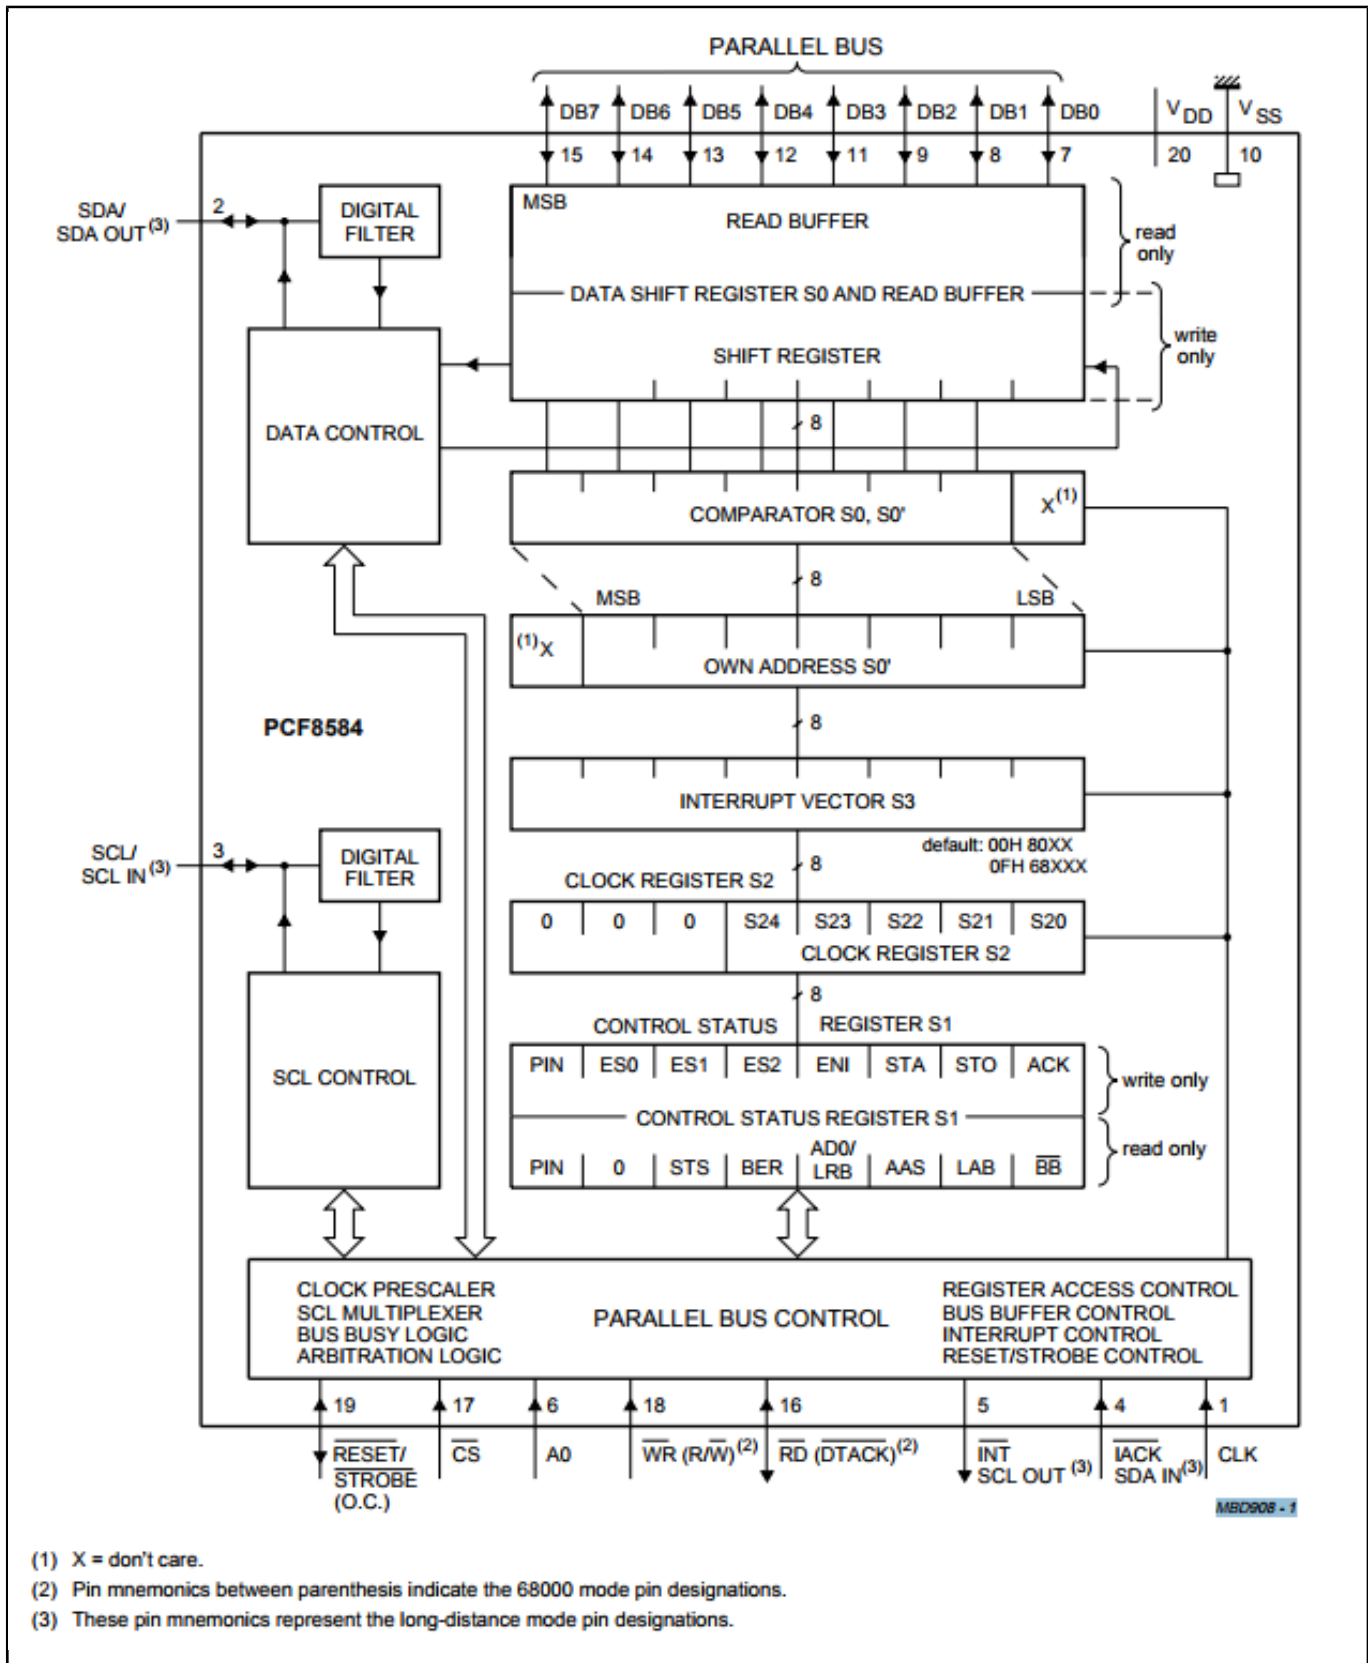 PARALLEL BUS
DB7 DB6 DB5 DB4 DB3 DB2 DB1 DB0 VDD VSS
15 14 13 12 11 9 8 7 20 10
MSB
READ BUFFER
read
only
DATA SHIFT REGISTER S0 AND READ BUFFER
SHIFT REGISTER
write
only
SDA/
SDA OUT (3)
2
DIGITAL
FILTER
DATA CONTROL
8
COMPARATOR S0, S0'
X(1)
8
MSB LSB
(1)X
OWN ADDRESS S0'
PCF8584
8
INTERRUPT VECTOR S3
default: 00H 80XX
0FH 68XXX
SCL/
SCL IN (3)
3
DIGITAL
FILTER
8
CLOCK REGISTER S2
0 0 0 S24 S23 S22 S21 S20
CLOCK REGISTER S2
8
CONTROL STATUS REGISTER S1
SCL CONTROL
PIN ES0 ES1 ES2 ENI STA STO ACK
write only
CONTROL STATUS REGISTER S1
PIN 0 STS BER AD0/
LRB AAS LAB BB
read only
CLOCK PRESCALER
SCL MULTIPLEXER
BUS BUSY LOGIC
ARBITRATION LOGIC
PARALLEL BUS CONTROL
REGISTER ACCESS CONTROL
BUS BUFFER CONTROL
INTERRUPT CONTROL
RESET/STROBE CONTROL
19 17 6 18 16 5 4 1
RESET/
STROBE
(O.C.)
CS
A0
WR (R/W)(2)
RD (DTACK)(2)
INT
SCL OUT (3)
IACK
SDA IN(3)
CLK
MBD908 - 1
(1) X = don't care.
(2) Pin mnemonics between parenthesis indicate the 68000 mode pin designations.
(3) These pin mnemonics represent the long-distance mode pin designations.